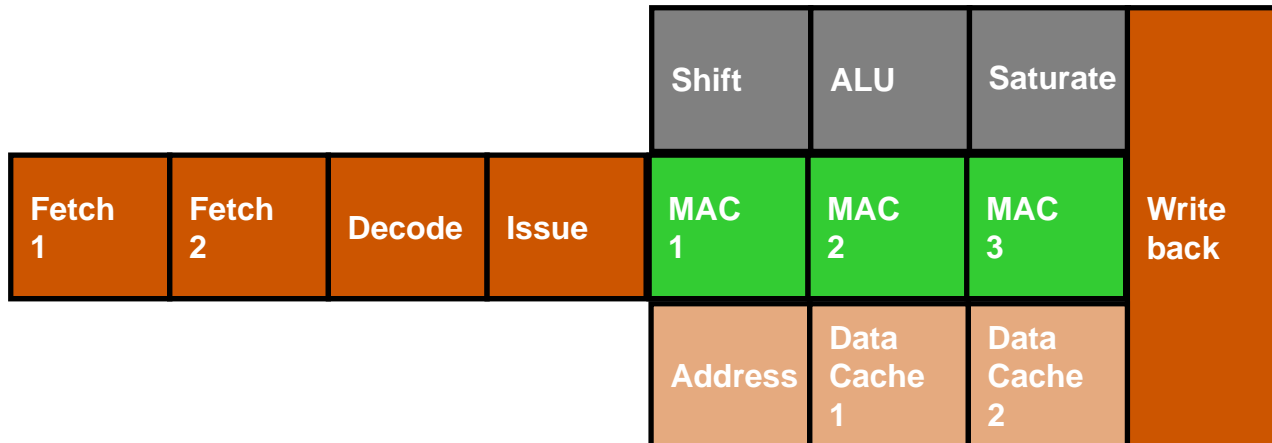 Shift
ALU
Saturate
Fetch
1
Fetch
2
Decode
Issue
MAC
1
MAC
2
MAC
3
Write
back
Address
Data
Cache
1
Data
Cache
2